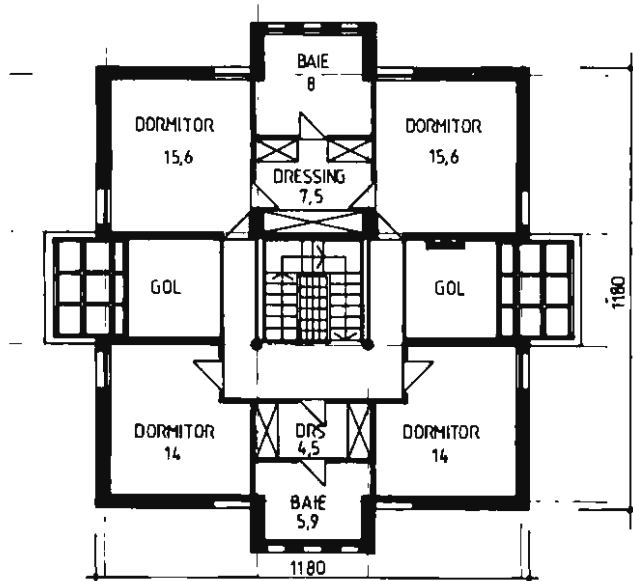 BAIE
8
DORMITOR
15,6
DORMITOR
15,6
DRESSING
7,5
GOL
GOL
1180
DORMITOR
14
DRS
4,5
DORMITOR
14
BAIE
5,9
1180